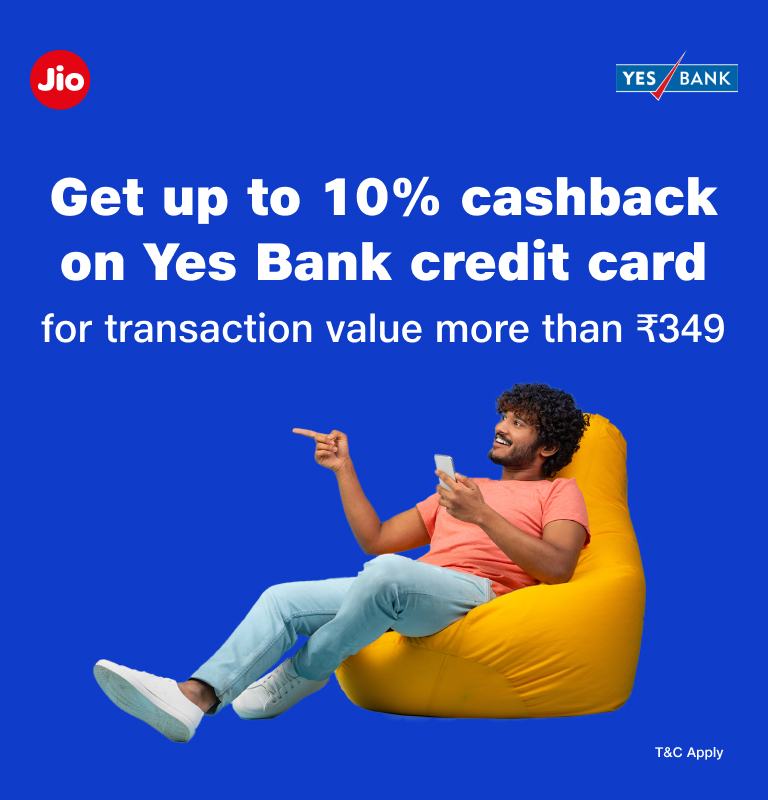 Jio
YES BANK
Get up to 10% cashback
on Yes Bank credit card
for transaction value more than ₹349
T&C Apply